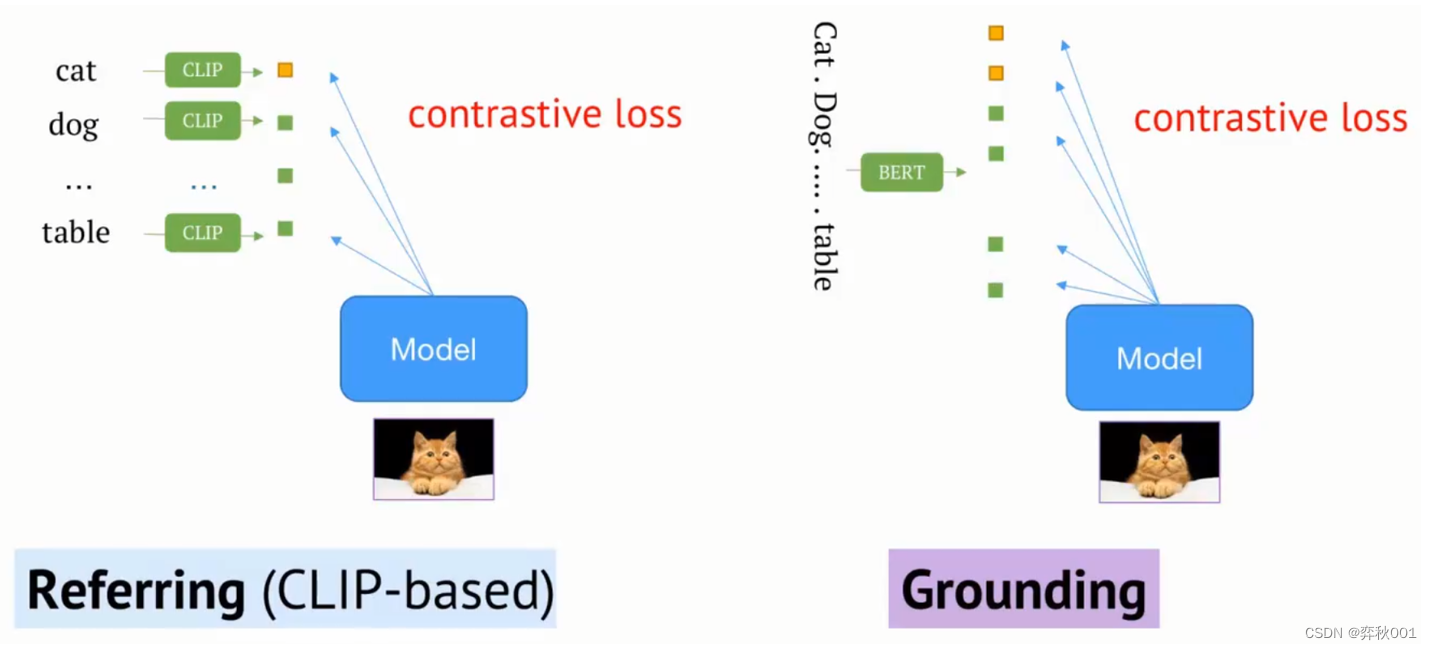 cat
CLIP
dog
CLIP
...
...
table
CLIP
contrastive loss
Model
Referring (CLIP-based)
Cat . Dog. ..... . table
BERT
contrastive loss
Model
Grounding
CSDN @弈秋001